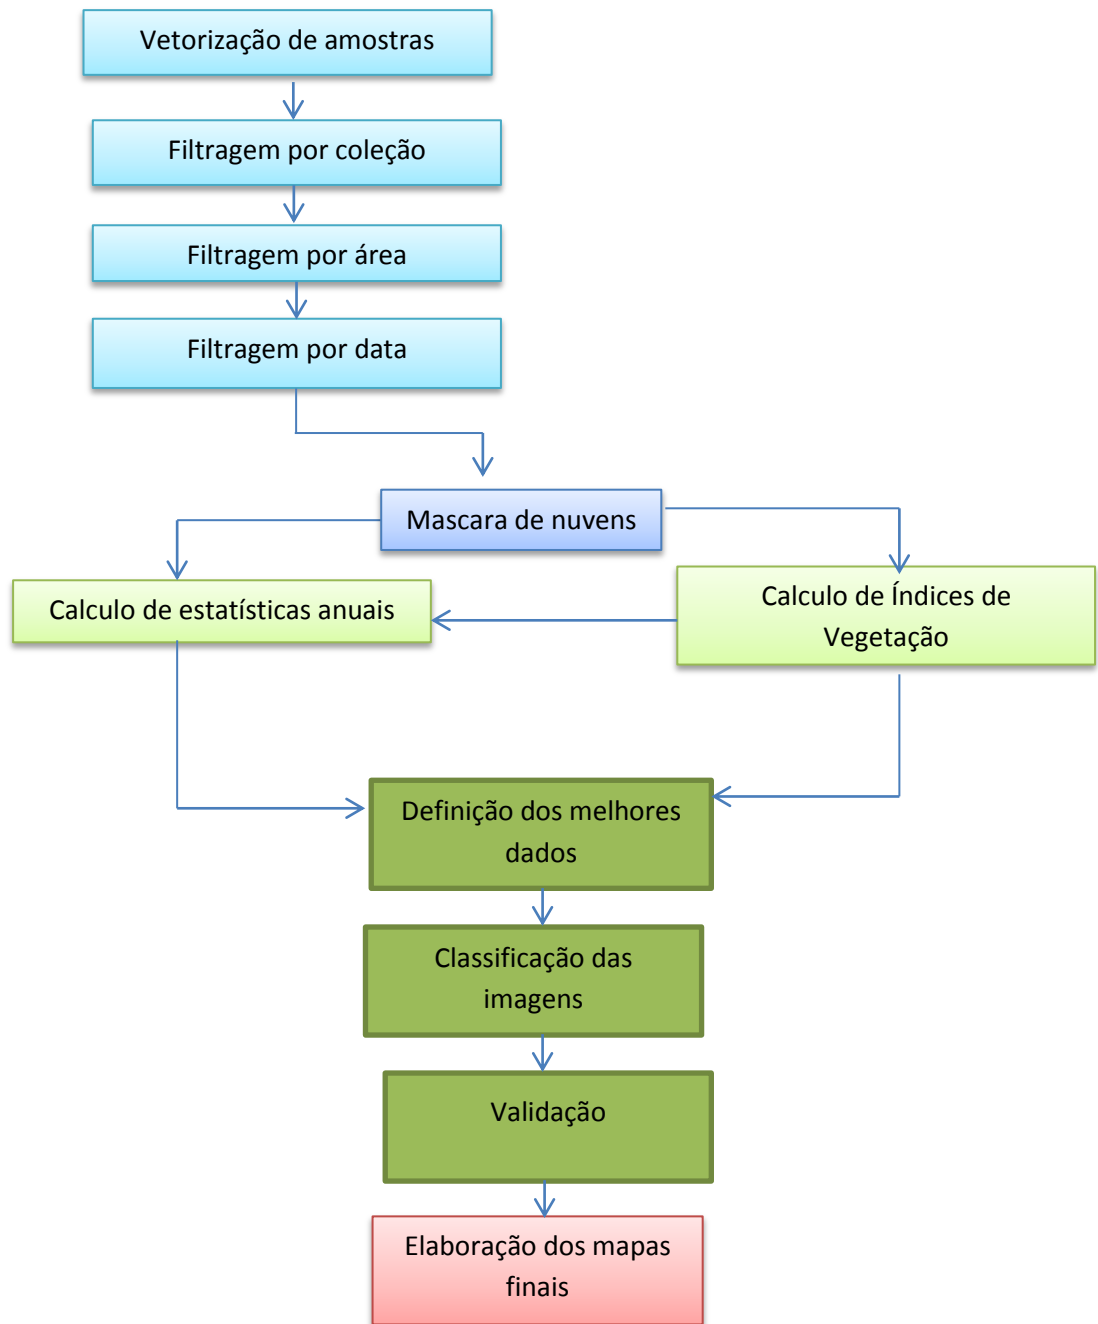 Vetorização de amostras
Filtragem por coleção
Filtragem por área
Filtragem por data
Mascara de nuvens
Calculo de estatísticas anuais
Calculo de Índices de
Vegetação
Definição dos melhores
dados
Classificação das
imagens
Validação
Elaboração dos mapas
finais